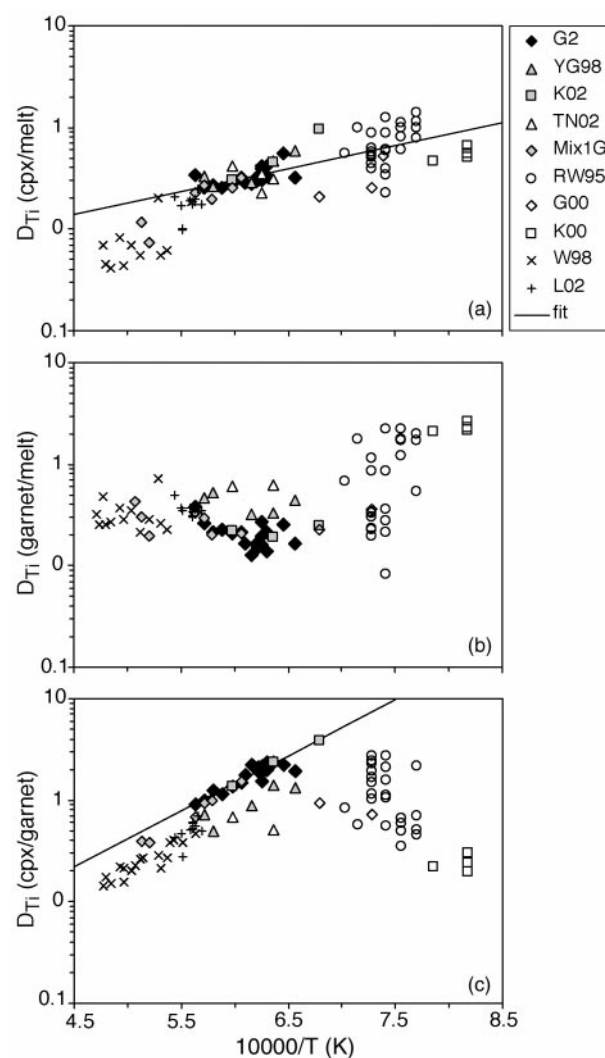 10
1
0
0.1
D_Ti (cpx/melt)
(a)
G2
YG98
K02
TN02
Mix1G
RW95
G00
K00
W98
L02
fit
10
1
0
0.1
D_Ti (garnet/melt)
(b)
10
1
0
0.1
D_Ti (cpx/garnet)
(c)
4.5 5.5 6.5 7.5 8.5
10000/T (K)